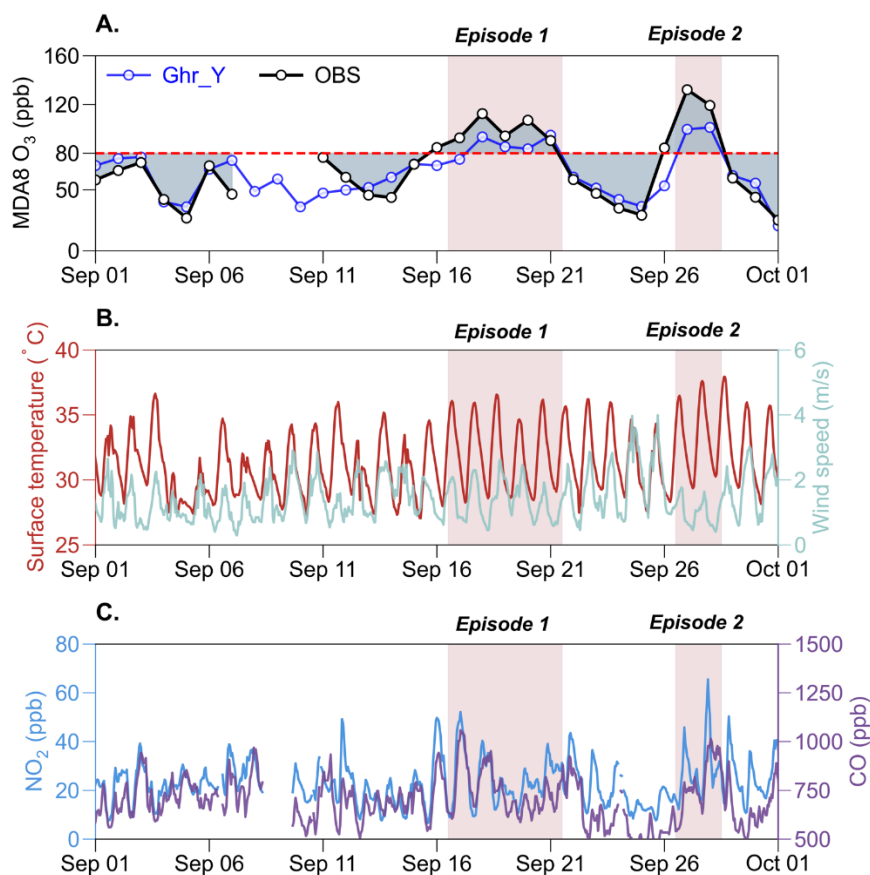 A.
Episode 1 Episode 2
Ghr_Y OBS
MDA8 O3 (ppb)
160
120
80
50
0
Sep 01 Sep 06 Sep 11 Sep 16 Sep 21 Sep 26 Oct 01
B.
Episode 1 Episode 2
Surface temperature (°C)
40
35
30
25
6
4
2
0
Wind speed (m/s)
Sep 01 Sep 06 Sep 11 Sep 16 Sep 21 Sep 26 Oct 01
C.
Episode 1 Episode 2
NO2 (ppb)
80
60
40
20
0
1500
1250
1000
750
500
CO (ppb)
Sep 01 Sep 06 Sep 11 Sep 16 Sep 21 Sep 26 Oct 01